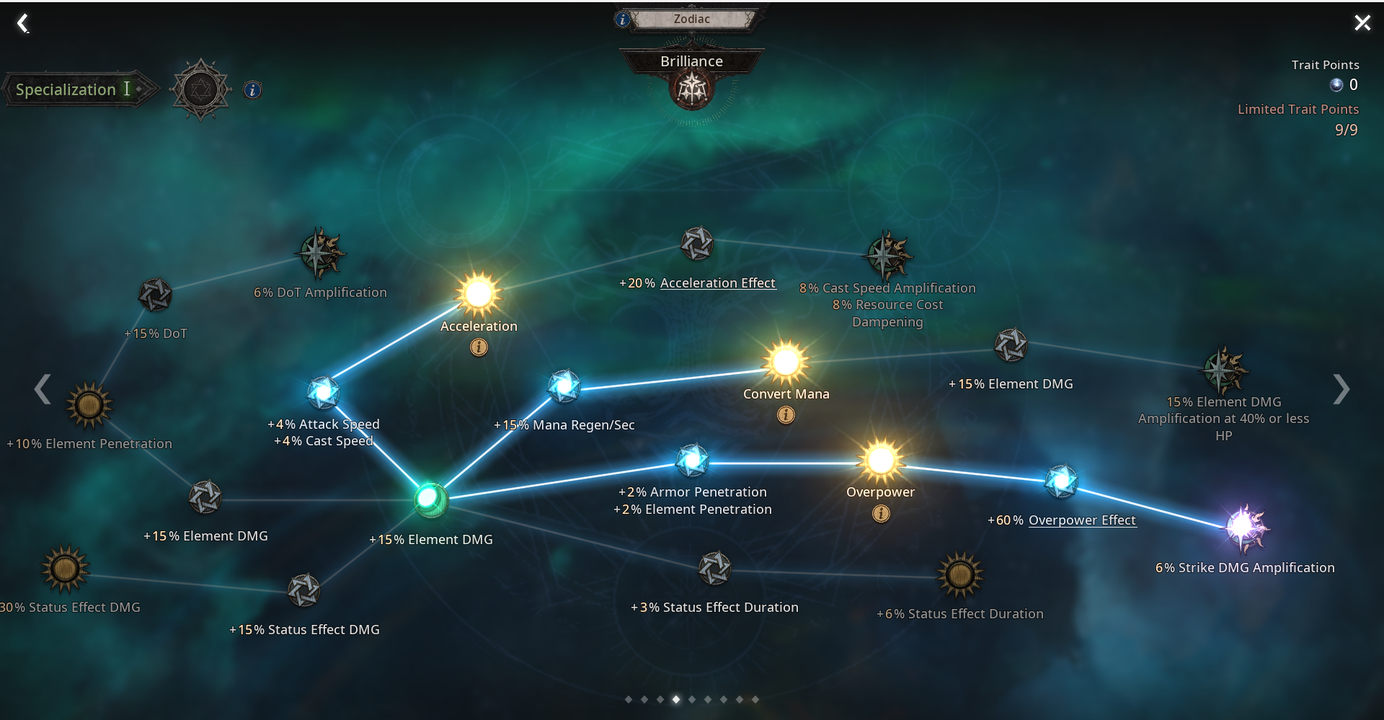 Zodiac
Brilliance
Specialization I
Trait Points
0
Limited Trait Points
9/9
6% DoT Amplification
+15% DoT
Acceleration
+20% Acceleration Effect
8% Cast Speed Amplification
8% Resource Cost
Dampening
+10% Element Penetration
+4% Attack Speed
+4% Cast Speed
+15% Mana Regen/Sec
Convert Mana
+15% Element DMG
15% Element DMG
Amplification at 40% or less
HP
+15% Element DMG
+15% Element DMG
+2% Armor Penetration
+2% Element Penetration
Overpower
+60% Overpower Effect
6% Strike DMG Amplification
30% Status Effect DMG
+15% Status Effect DMG
+3% Status Effect Duration
+6% Status Effect Duration